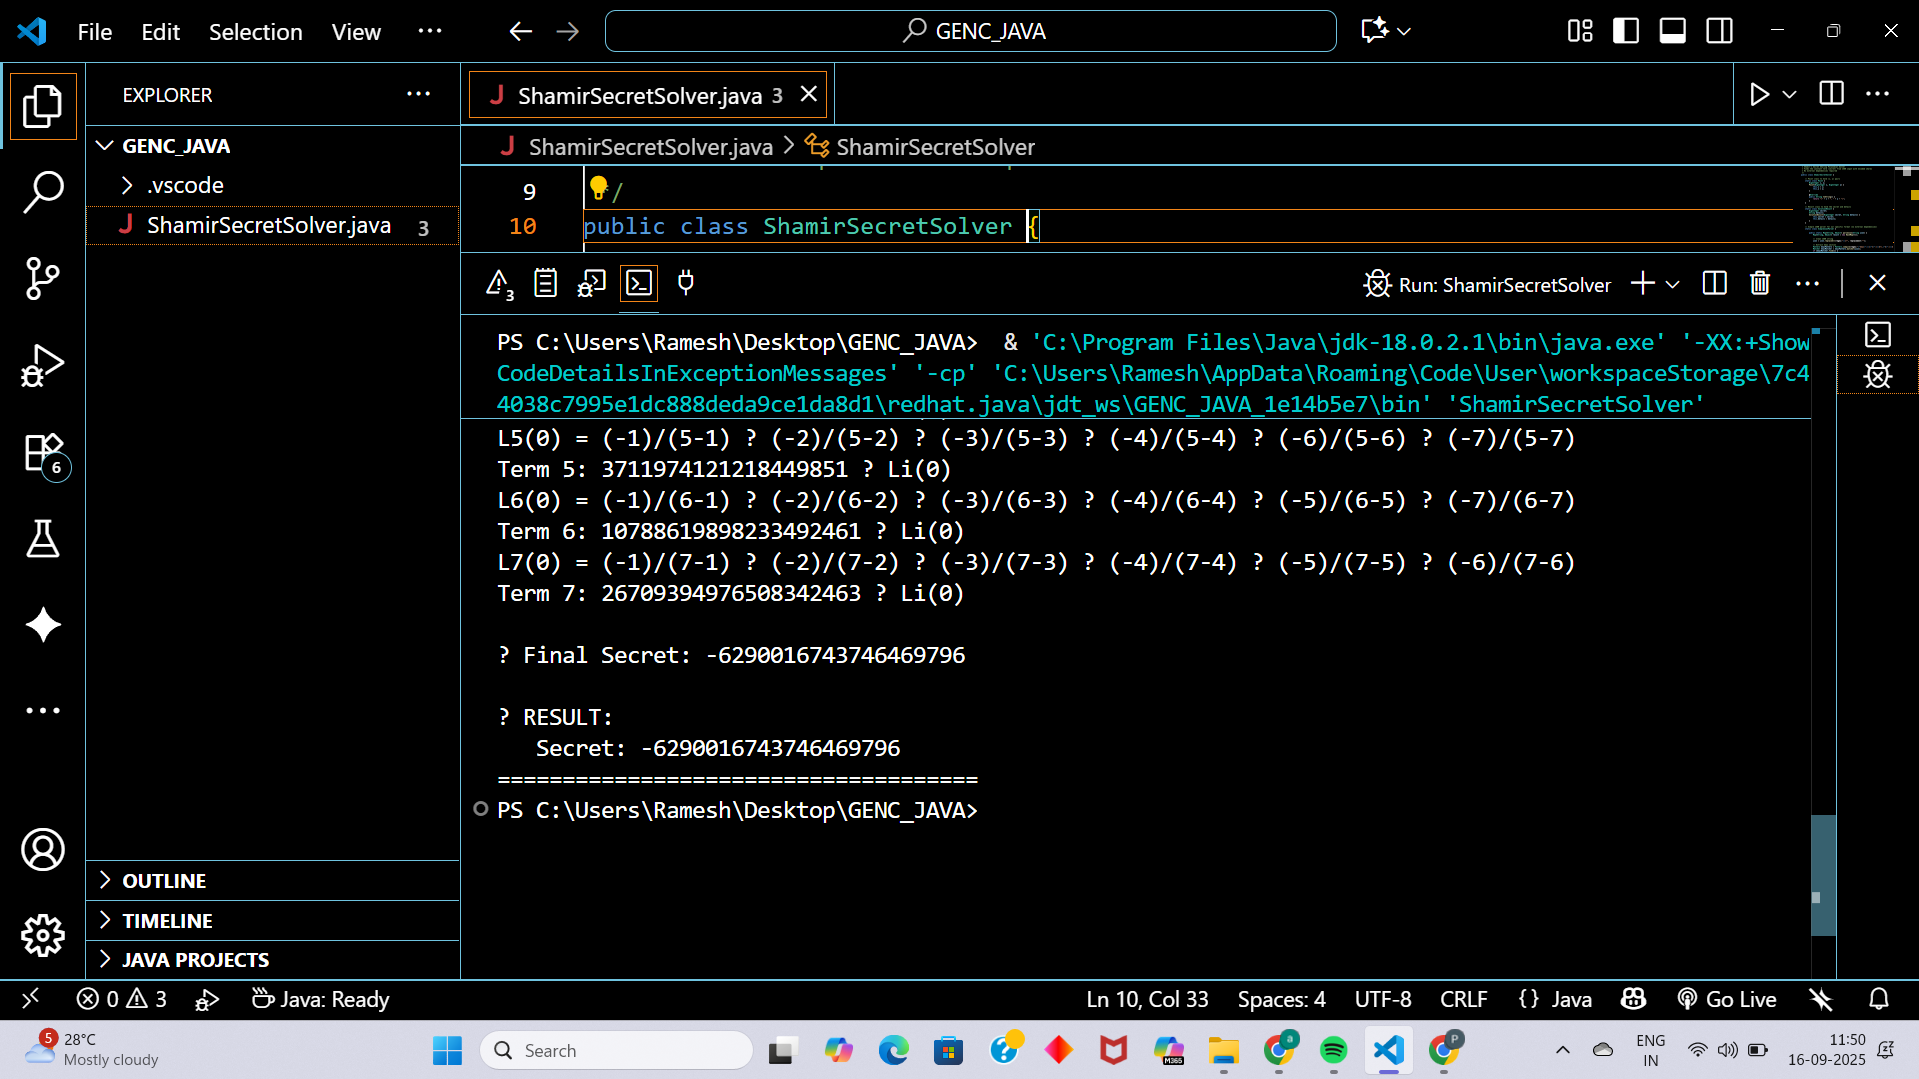 File Edit Selection View ··· GENC_JAVA
EXPLORER ···
GENC_JAVA
.vscode
ShamirSecretSolver.java 3
OUTLINE
TIMELINE
JAVA PROJECTS
6
ShamirSecretSolver.java 3
ShamirSecretSolver.java > ShamirSecretSolver
9 */
10 public class ShamirSecretSolver {
3
Run: ShamirSecretSolver
PS C:\Users\Ramesh\Desktop\GENC_JAVA> & 'C:\Program Files\Java\jdk-18.0.2.1\bin\java.exe' '-XX:+Show
CodeDetailsInExceptionMessages' '-cp' 'C:\Users\Ramesh\AppData\Roaming\Code\User\workspaceStorage\7c4
4038c7995e1dc888deda9ce1da8d1\redhat.java\jdt_ws\GENC_JAVA_1e14b5e7\bin' 'ShamirSecretSolver'
L5(0) = (-1)/(5-1) ? (-2)/(5-2) ? (-3)/(5-3) ? (-4)/(5-4) ? (-6)/(5-6) ? (-7)/(5-7)
Term 5: 3711974121218449851 ? Li(0)
L6(0) = (-1)/(6-1) ? (-2)/(6-2) ? (-3)/(6-3) ? (-4)/(6-4) ? (-5)/(6-5) ? (-7)/(6-7)
Term 6: 10788619898233492461 ? Li(0)
L7(0) = (-1)/(7-1) ? (-2)/(7-2) ? (-3)/(7-3) ? (-4)/(7-4) ? (-5)/(7-5) ? (-6)/(7-6)
Term 7: 26709394976508342463 ? Li(0)
? Final Secret: -6290016743746469796
? RESULT:
Secret: -6290016743746469796
=====================================
PS C:\Users\Ramesh\Desktop\GENC_JAVA>
0 3 Java: Ready Ln 10, Col 33 Spaces: 4 UTF-8 CRLF {} Java Go Live
5 28°C
Mostly cloudy
Search
M365
a
P
ENG
IN
11:50
16-09-2025